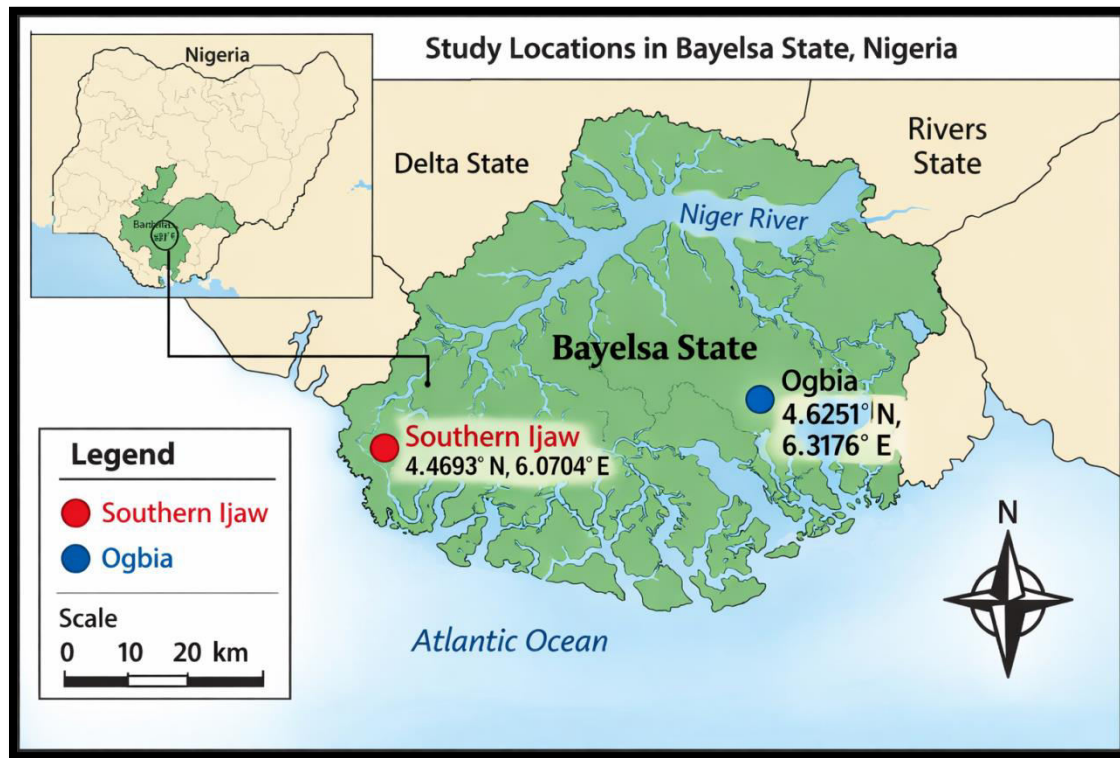 Study Locations in Bayelsa State, Nigeria
Nigeria
Delta State
Rivers
State
Niger River
Bayelsa State
Ogbia
4.6251° N,
6.3176° E
Southern Ijaw
4.4693° N, 6.0704° E
Legend
Southern Ijaw
Ogbia
Scale
0 10 20 km
Atlantic Ocean
N